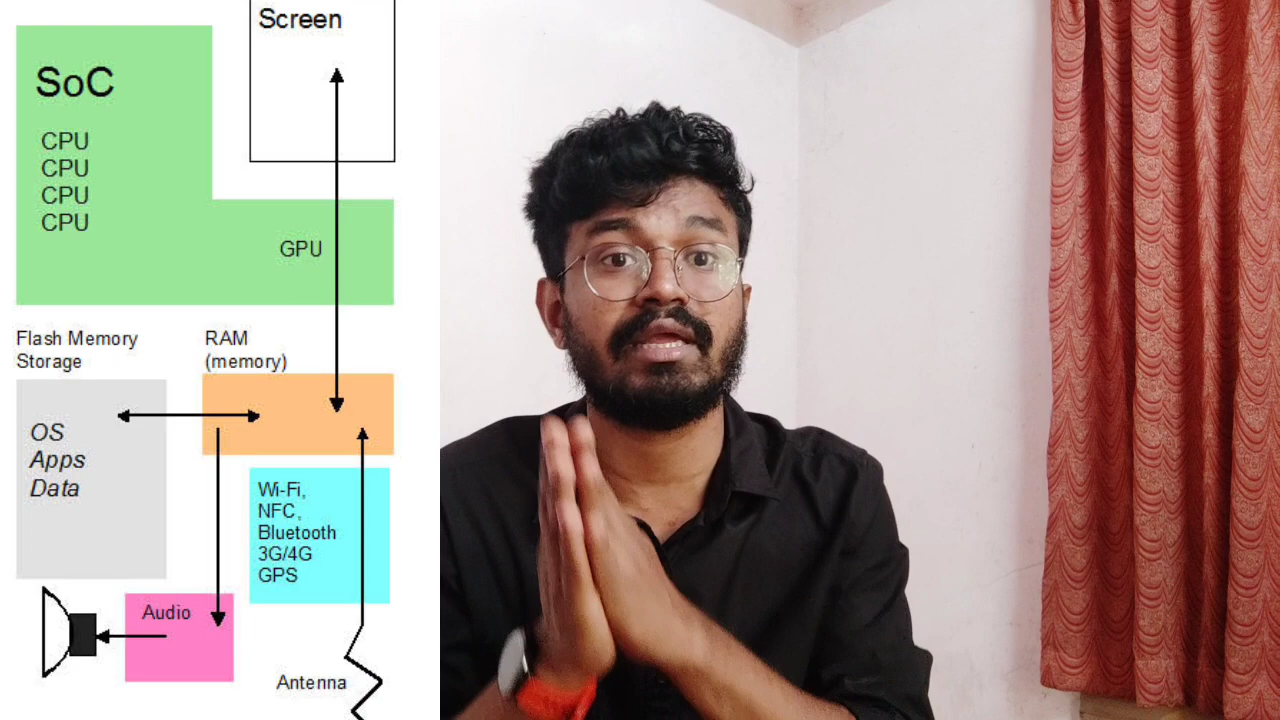 Screen
SoC
CPU
CPU
CPU
CPU
GPU
Flash Memory
Storage
RAM
(memory)
OS
Apps
Data
Wi-Fi,
NFC,
Bluetooth
3G/4G
GPS
Audio
Antenna